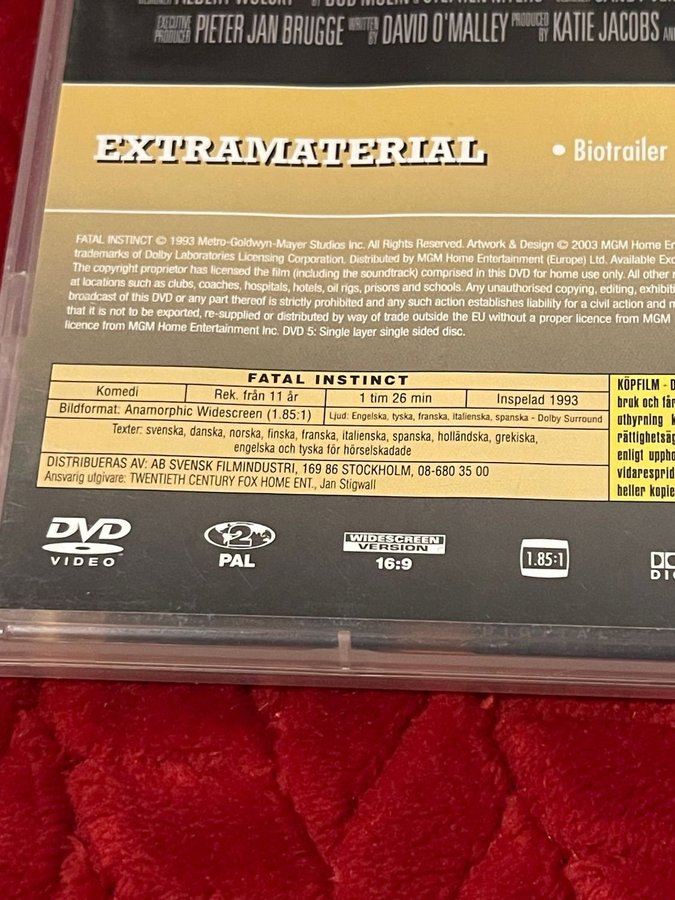 EXECUTIVE PRODUCER PIETER JAN BRUGGE WRITTEN BY DAVID O'MALLEY PRODUCED BY KATIE JACOBS AN
EXTRAMATERIAL • Biotrailer
FATAL INSTINCT © 1993 Metro-Goldwyn-Mayer Studios Inc. All Rights Reserved. Artwork & Design © 2003 MGM Home En
trademarks of Dolby Laboratories Licensing Corporation. Distributed by MGM Home Entertainment (Europe) Ltd. Available Exc
The copyright proprietor has licensed the film (including the soundtrack) comprised in this DVD for home use only. All other r
at locations such as clubs, coaches, hospitals, hotels, oil rigs, prisons and schools. Any unauthorised copying, editing, exhibiti
broadcast of this DVD or any part thereof is strictly prohibited and any such action establishes liability for a civil action and m
that it is not to be exported, re-supplied or distributed by way of trade outside the EU without a proper licence from MGM
licence from MGM Home Entertainment Inc. DVD 5: Single layer single sided disc.
FATAL INSTINCT
Komedi Rek. från 11 år 1 tim 26 min Inspelad 1993
Bildformat: Anamorphic Widescreen (1.85:1) Ljud: Engelska, tyska, franska, italienska, spanska - Dolby Surround
Texter: svenska, danska, norska, finska, franska, italienska, spanska, holländska, grekiska,
engelska och tyska för hörselskadade
DISTRIBUERAS AV: AB SVENSK FILMINDUSTRI, 169 86 STOCKHOLM, 08-680 35 00
Ansvarig utgivare: TWENTIETH CENTURY FOX HOME ENT., Jan Stigwall
KÖPFILM - D
bruk och får
uthyrning k
rättighetsäg
enligt uppho
vidaresprid
heller kopie
DVD
VIDEO
2
PAL
WIDESCREEN
VERSION
16:9
1.85:1
DIG